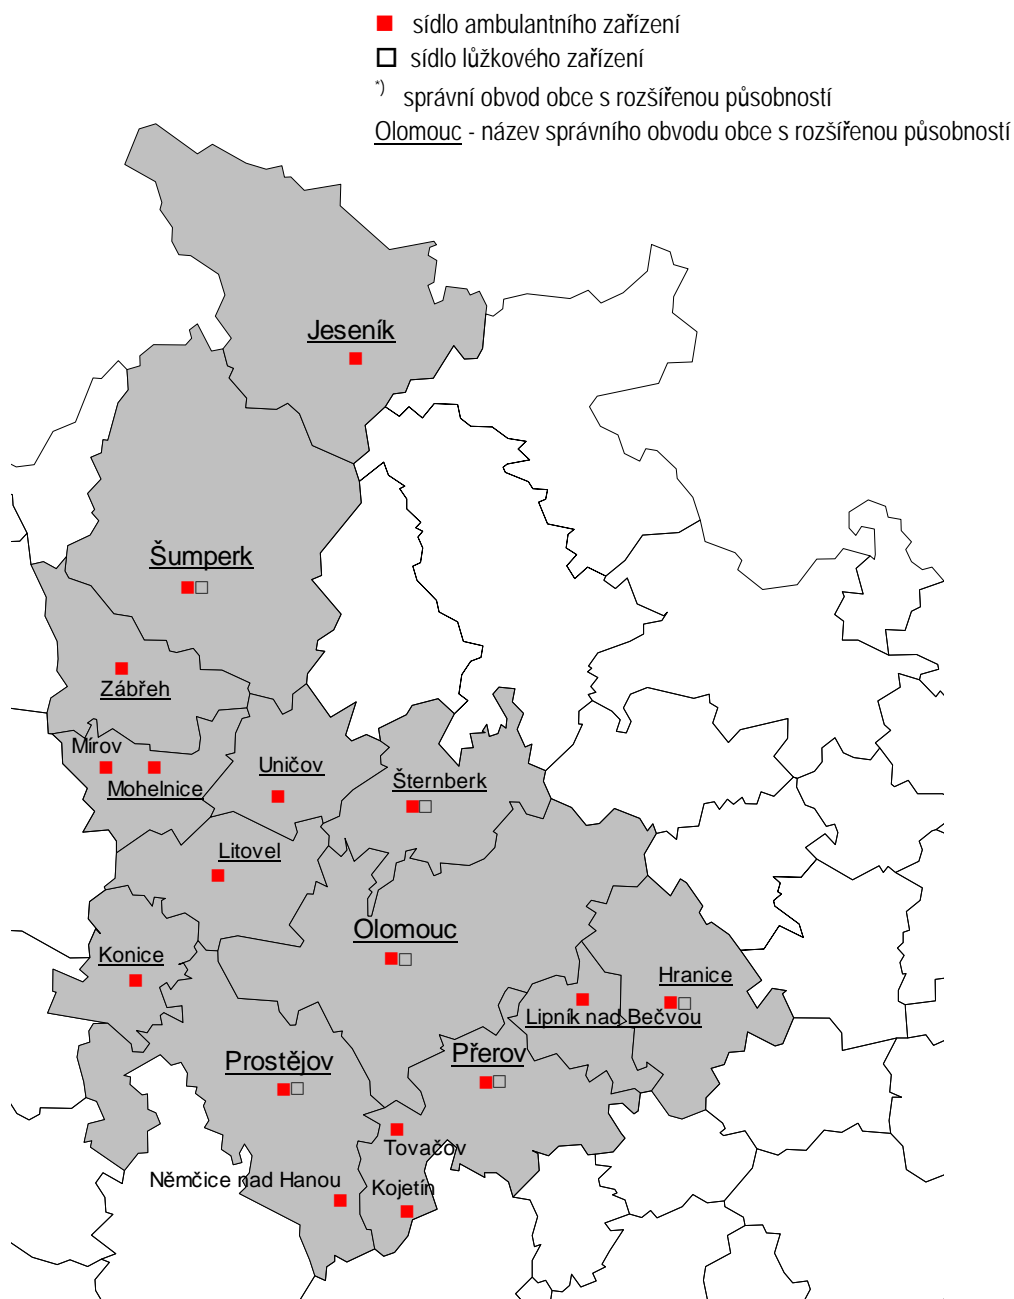 sídlo ambulantního zařízení
sídlo lůžkového zařízení
*) správní obvod obce s rozšířenou působností
Olomouc - název správního obvodu obce s rozšířenou působností
Jeseník
Šumperk
Zábřeh
Mírov
Mohelnice
Uničov
Šternberk
Litovel
Olomouc
Konice
Hranice
Lipník nad Bečvou
Prostějov
Přerov
Tovačov
Němčice nad Hanou
Kojetín